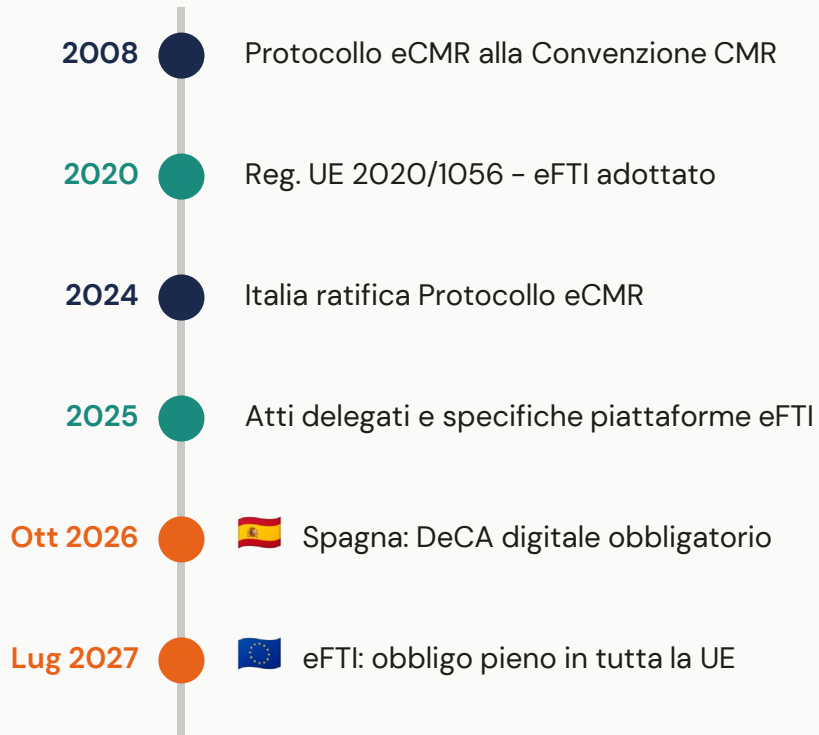 2008 Protocollo eCMR alla Convenzione CMR
2020 Reg. UE 2020/1056 – eFTI adottato
2024 Italia ratifica Protocollo eCMR
2025 Atti delegati e specifiche piattaforme eFTI
Ott 2026 Spagna: DeCA digitale obbligatorio
Lug 2027 eFTI: obbligo pieno in tutta la UE